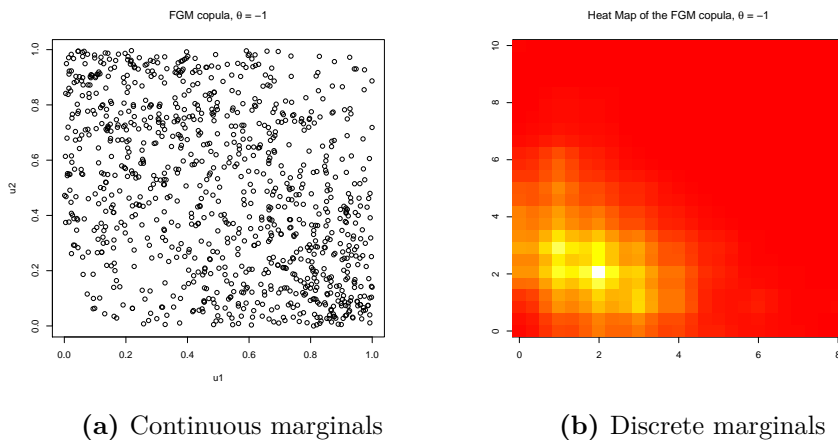 FGM copula, θ = −1
u2
0.0
0.2
0.4
0.6
0.8
1.0
0.0 0.2 0.4 0.6 0.8 1.0
u1
(a) Continuous marginals
Heat Map of the FGM copula, θ = −1
10
8
6
4
2
0
0 2 4 6 8
(b) Discrete marginals